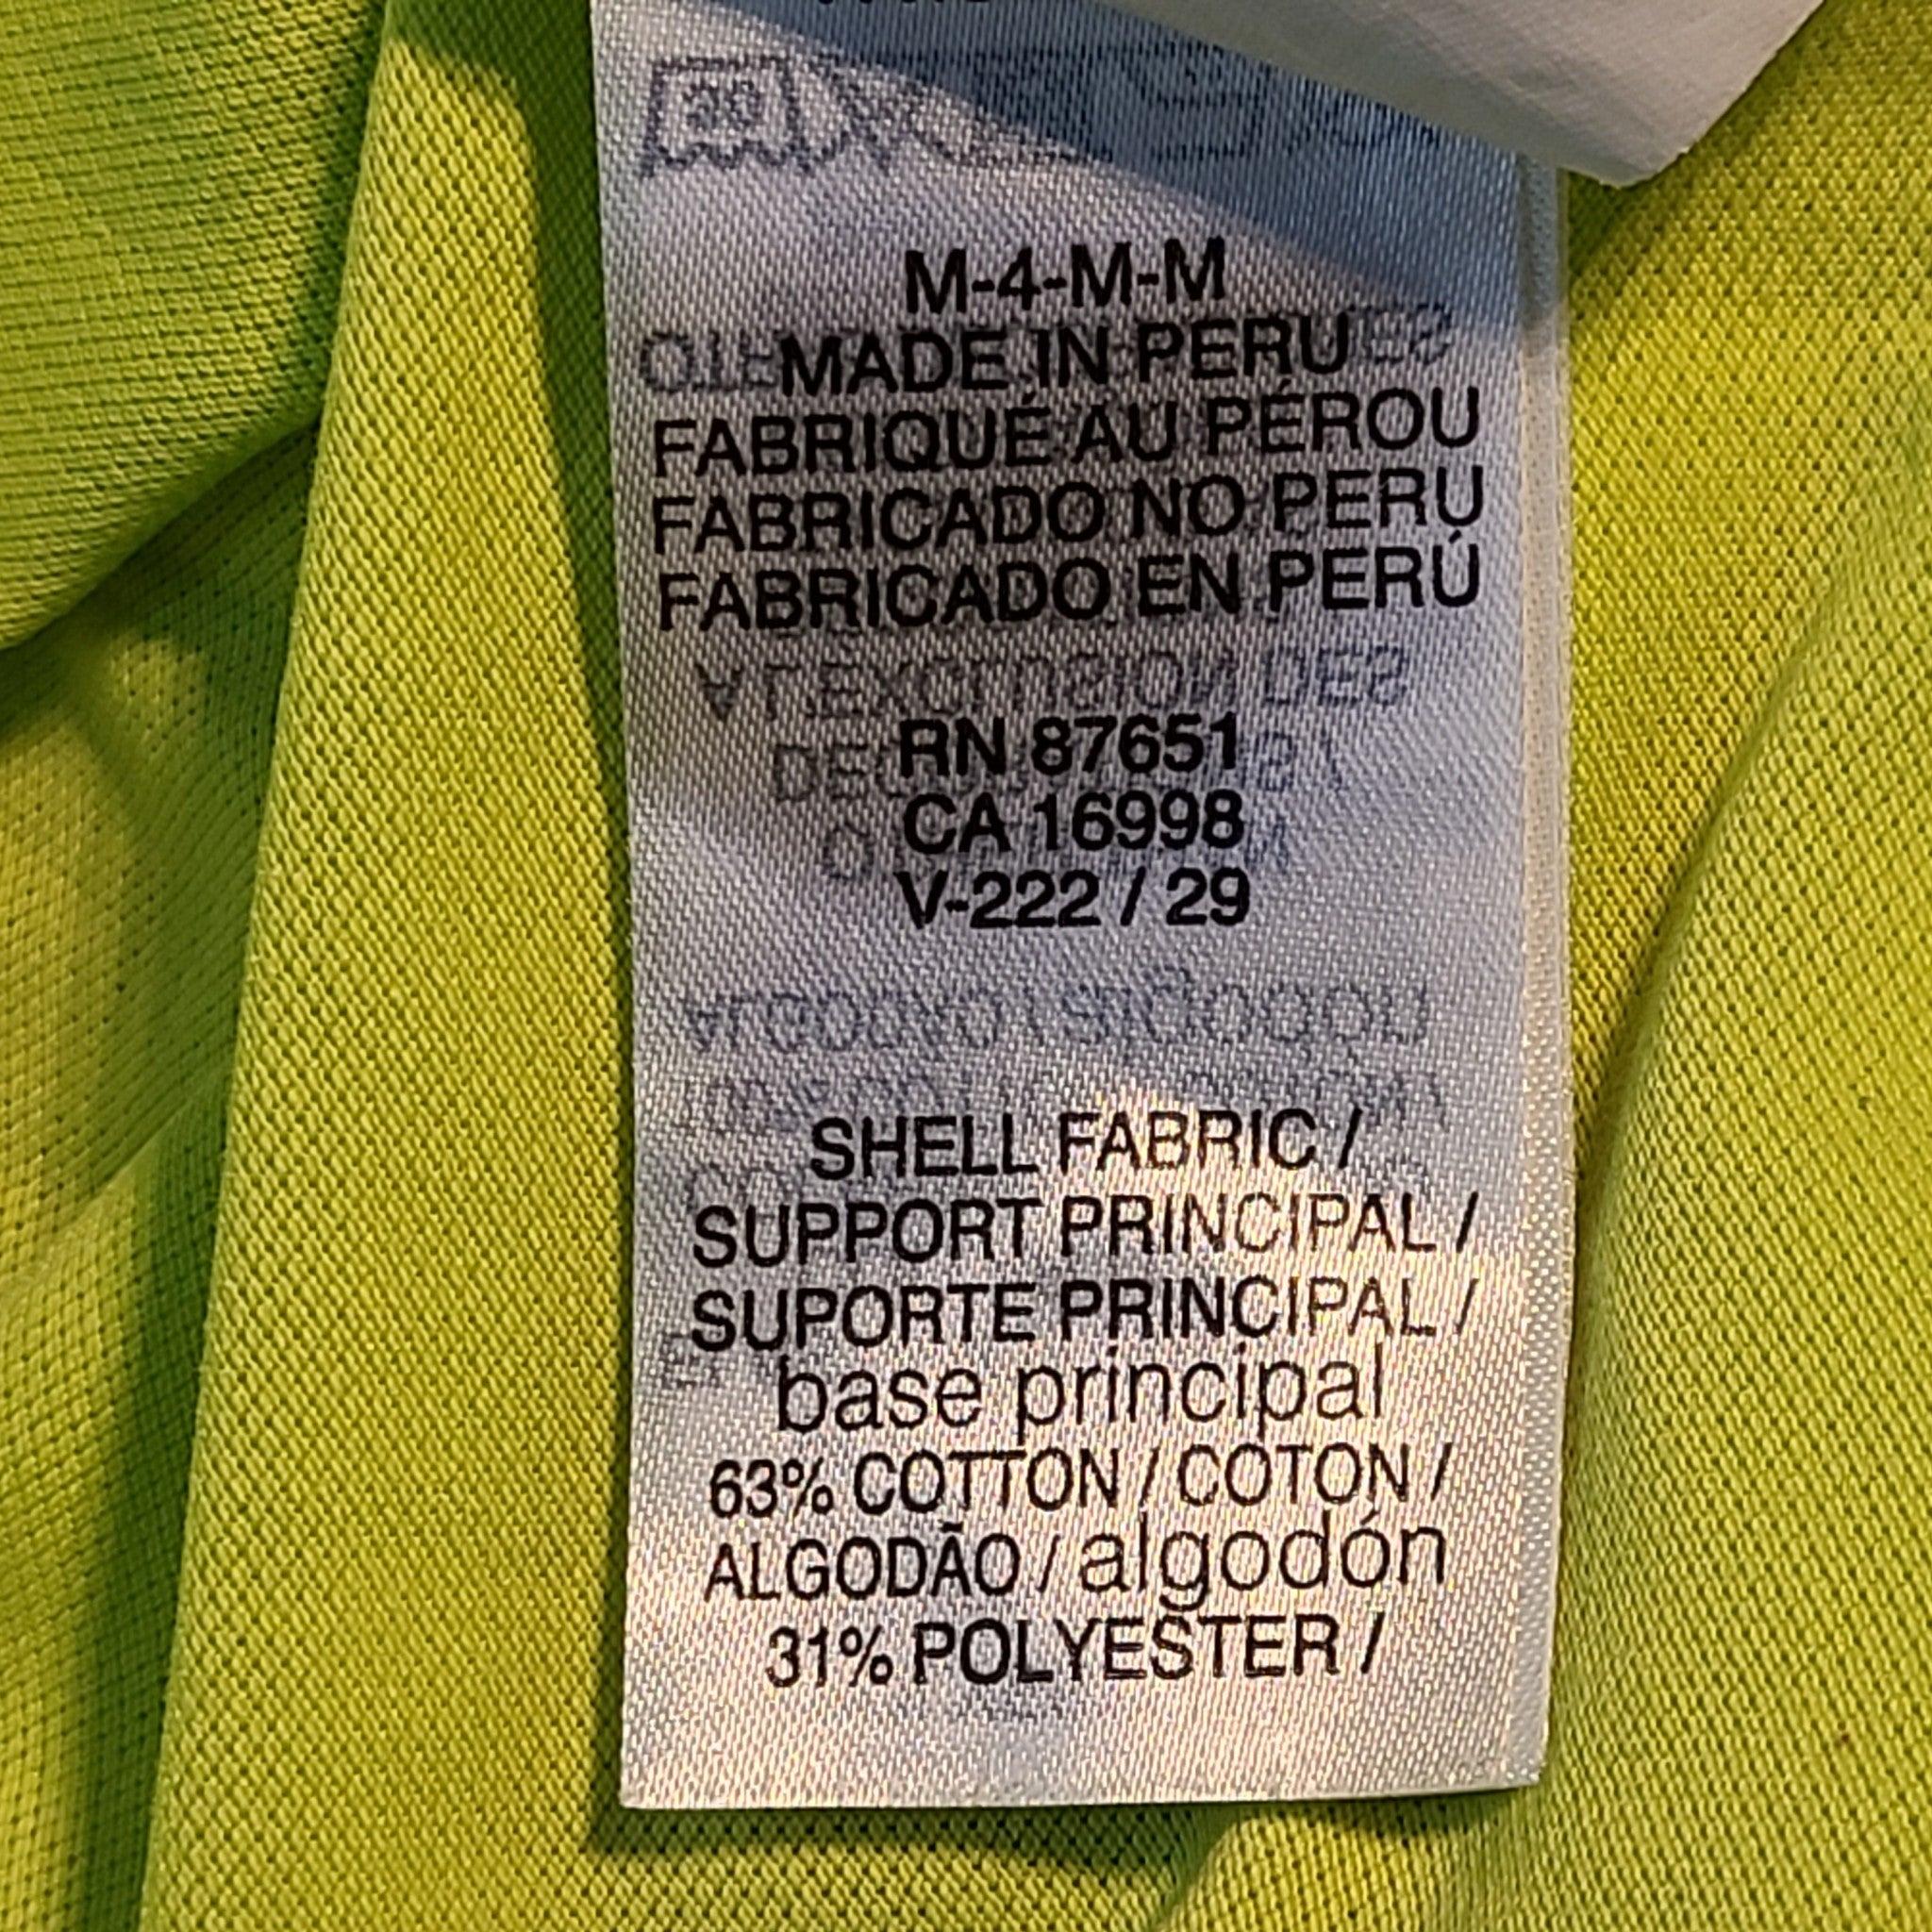 M-4-M-M
MADE IN PERU
FABRIQUÉ AU PÉROU
FABRICADO NO PERU
FABRICADO EN PERÚ
RN 87651
CA 16998
V-222 / 29
SHELL FABRIC /
SUPPORT PRINCIPAL /
SUPORTE PRINCIPAL /
base principal
63% COTTON / COTON /
ALGODÃO / algodón
31% POLYESTER /